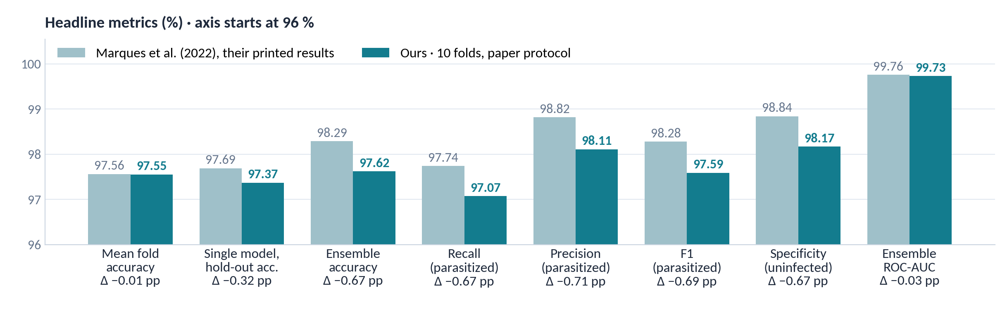 Headline metrics (%) · axis starts at 96 %
Marques et al. (2022), their printed results
Ours · 10 folds, paper protocol
100
99
98
97
96
97.56
97.55
97.69
97.37
98.29
97.62
97.74
97.07
98.82
98.11
98.28
97.59
98.84
98.17
99.76
99.73
Mean fold
accuracy
Δ −0.01 pp
Single model,
hold-out acc.
Δ −0.32 pp
Ensemble
accuracy
Δ −0.67 pp
Recall
(parasitized)
Δ −0.67 pp
Precision
(parasitized)
Δ −0.71 pp
F1
(parasitized)
Δ −0.69 pp
Specificity
(uninfected)
Δ −0.67 pp
Ensemble
ROC-AUC
Δ −0.03 pp